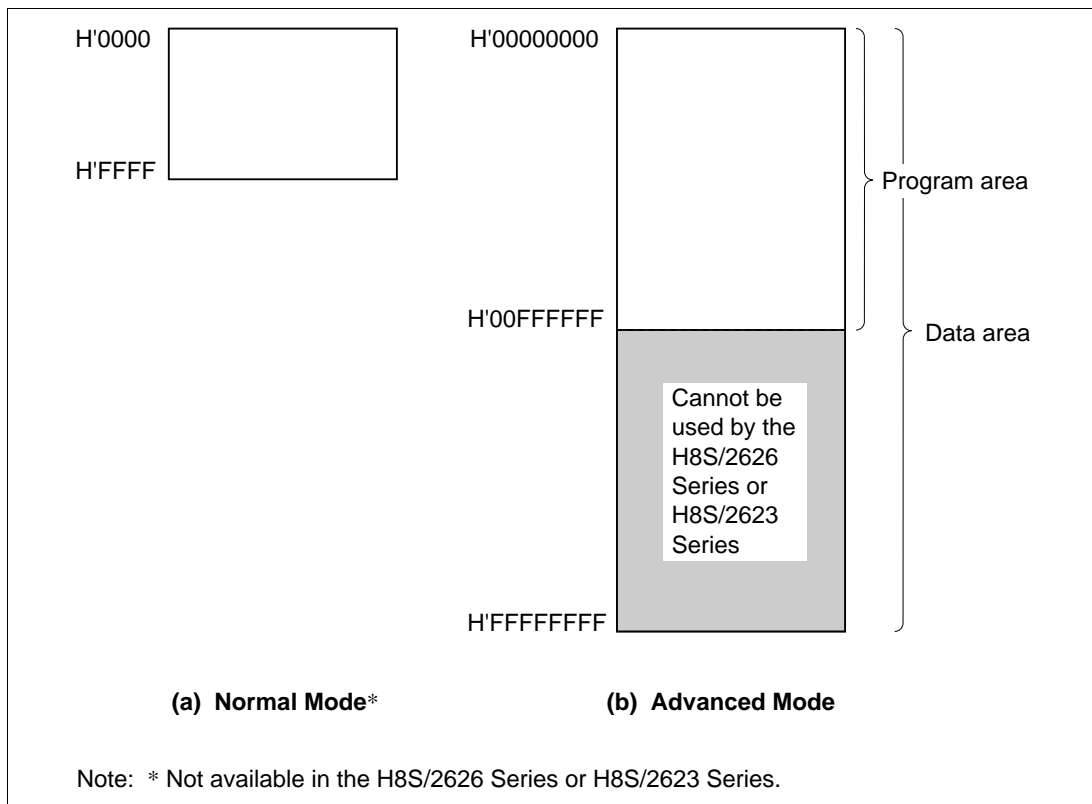 H'0000
H'FFFF
H'00000000
H'00FFFFFF
H'FFFFFFFF
Program area
Data area
Cannot be
used by the
H8S/2626
Series or
H8S/2623
Series
(a) Normal Mode*
(b) Advanced Mode
Note: * Not available in the H8S/2626 Series or H8S/2623 Series.